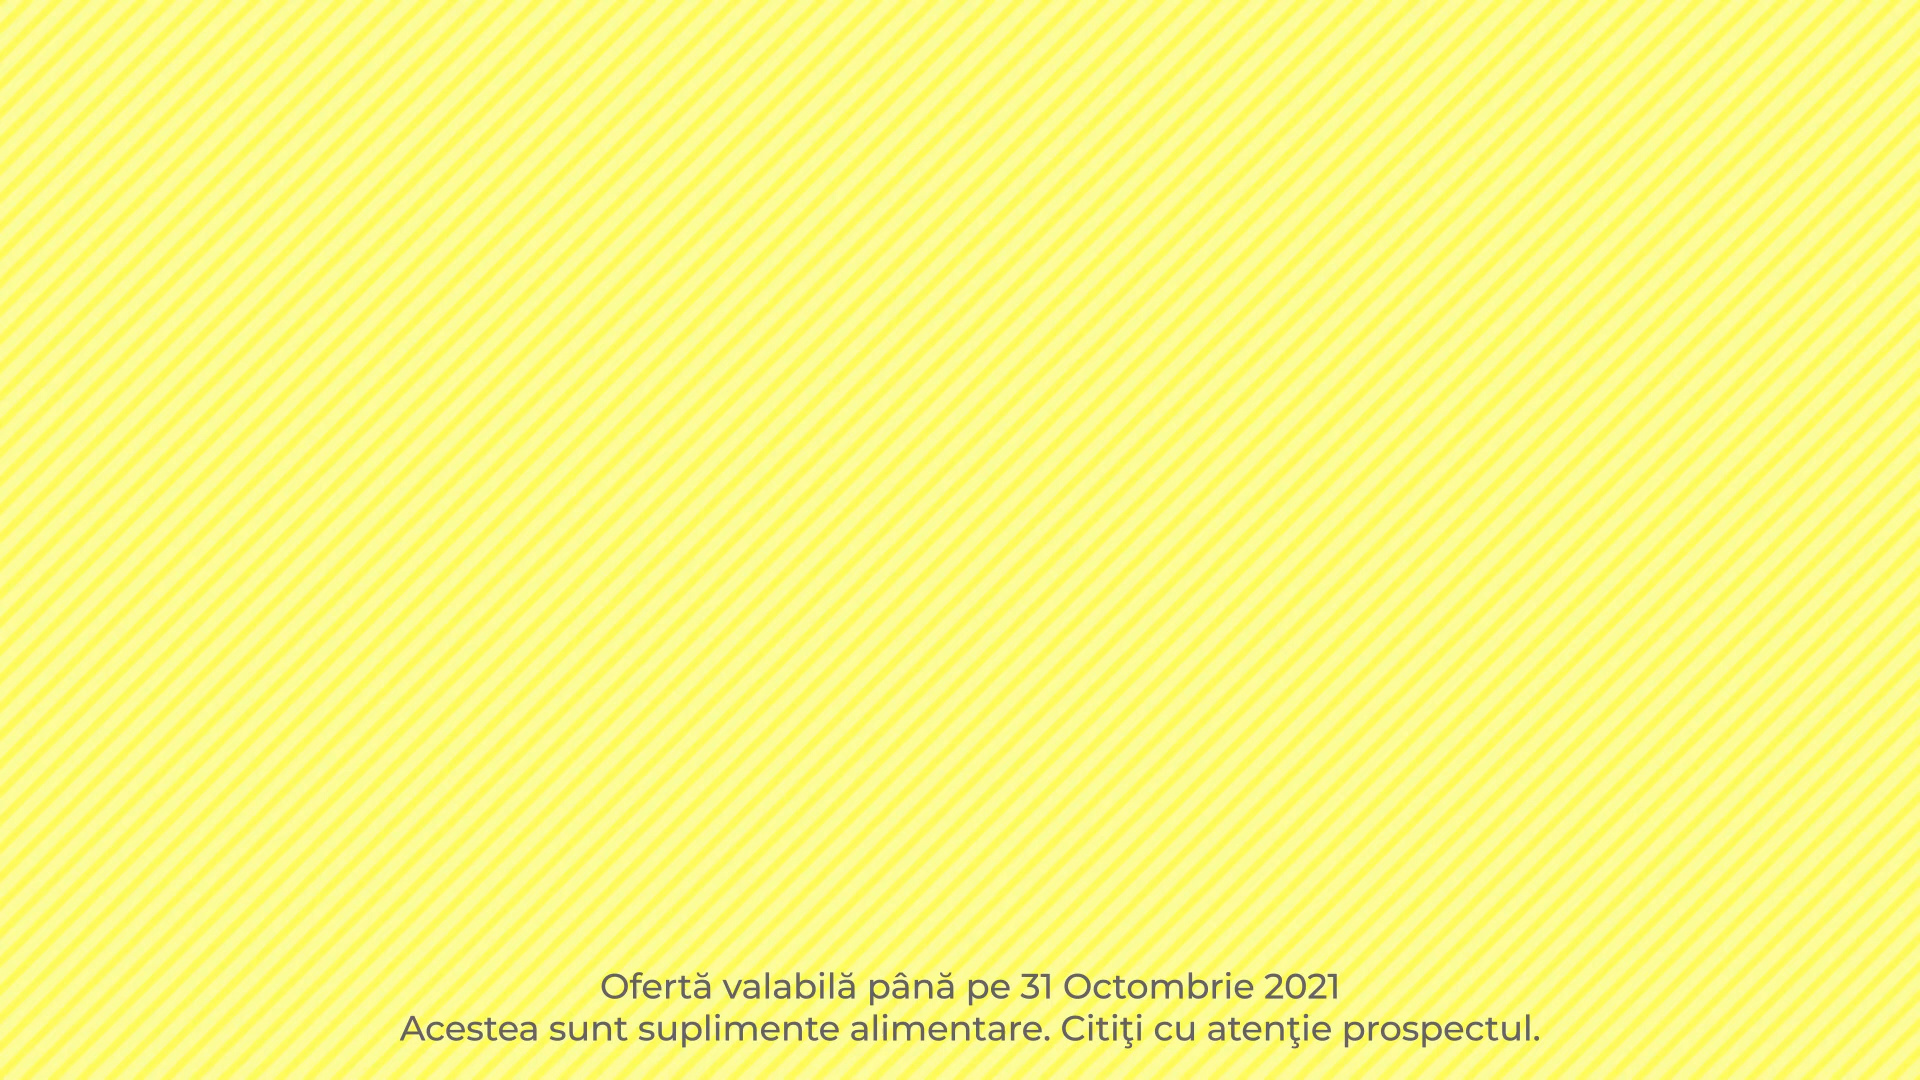 Ofertă valabilă până pe 31 Octombrie 2021
Acestea sunt suplimente alimentare. Citiţi cu atenţie prospectul.